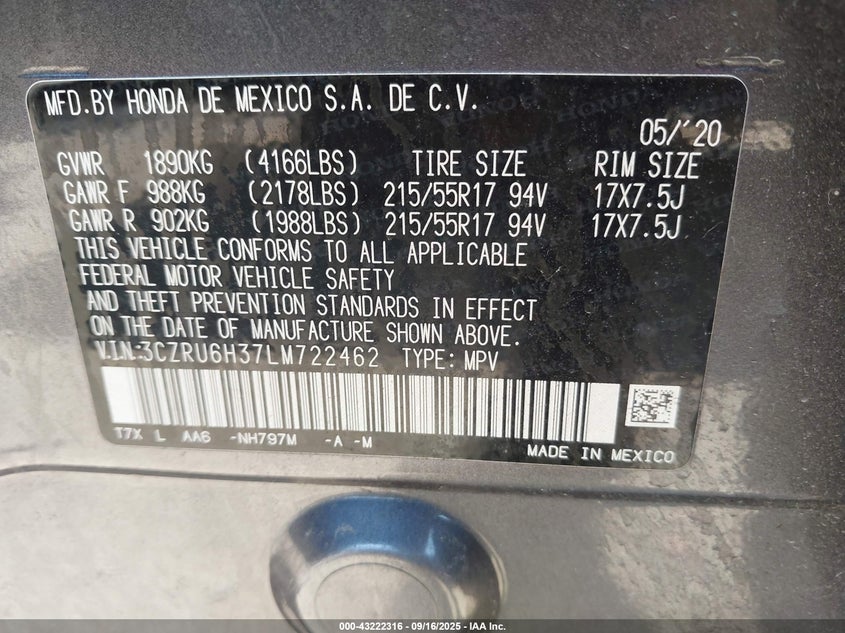 MFD.BY HONDA DE MEXICO S.A. DE C.V.
05/'20
GVWR 1890KG (4166LBS) TIRE SIZE RIM SIZE
GAWR F 988KG (2178LBS) 215/55R17 94V 17X7.5J
GAWR R 902KG (1988LBS) 215/55R17 94V 17X7.5J
THIS VEHICLE CONFORMS TO ALL APPLICABLE
FEDERAL MOTOR VEHICLE SAFETY
AND THEFT PREVENTION STANDARDS IN EFFECT
ON THE DATE OF MANUFACTURE SHOWN ABOVE.
V.I.N.:3CZRU6H37LM722462 TYPE: MPV
T7X L AA6 -NH797M -A -M
MADE IN MEXICO
000-43222316 - 09/16/2025 - IAA Inc.